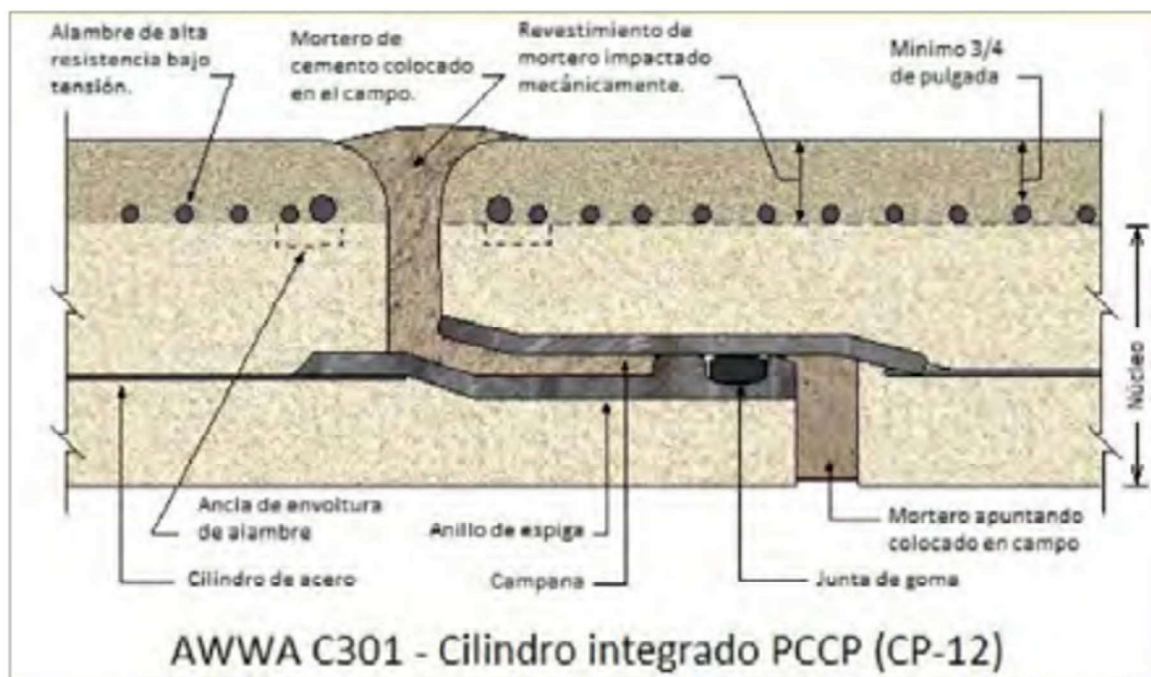 Alambre de alta
resistencia bajo
tensión.
Mortero de
cemento colocado
en el campo.
Revestimiento de
mortero impactado
mecánicamente.
Minimo 3/4
de pulgada
Núcleo
Ancla de envoltura
de alambre
Anillo de espiga
Mortero apuntando
colocado en campo
Cilindro de acero
Campana
Junta de goma
AWWA C301 - Cilindro integrado PCCP (CP-12)